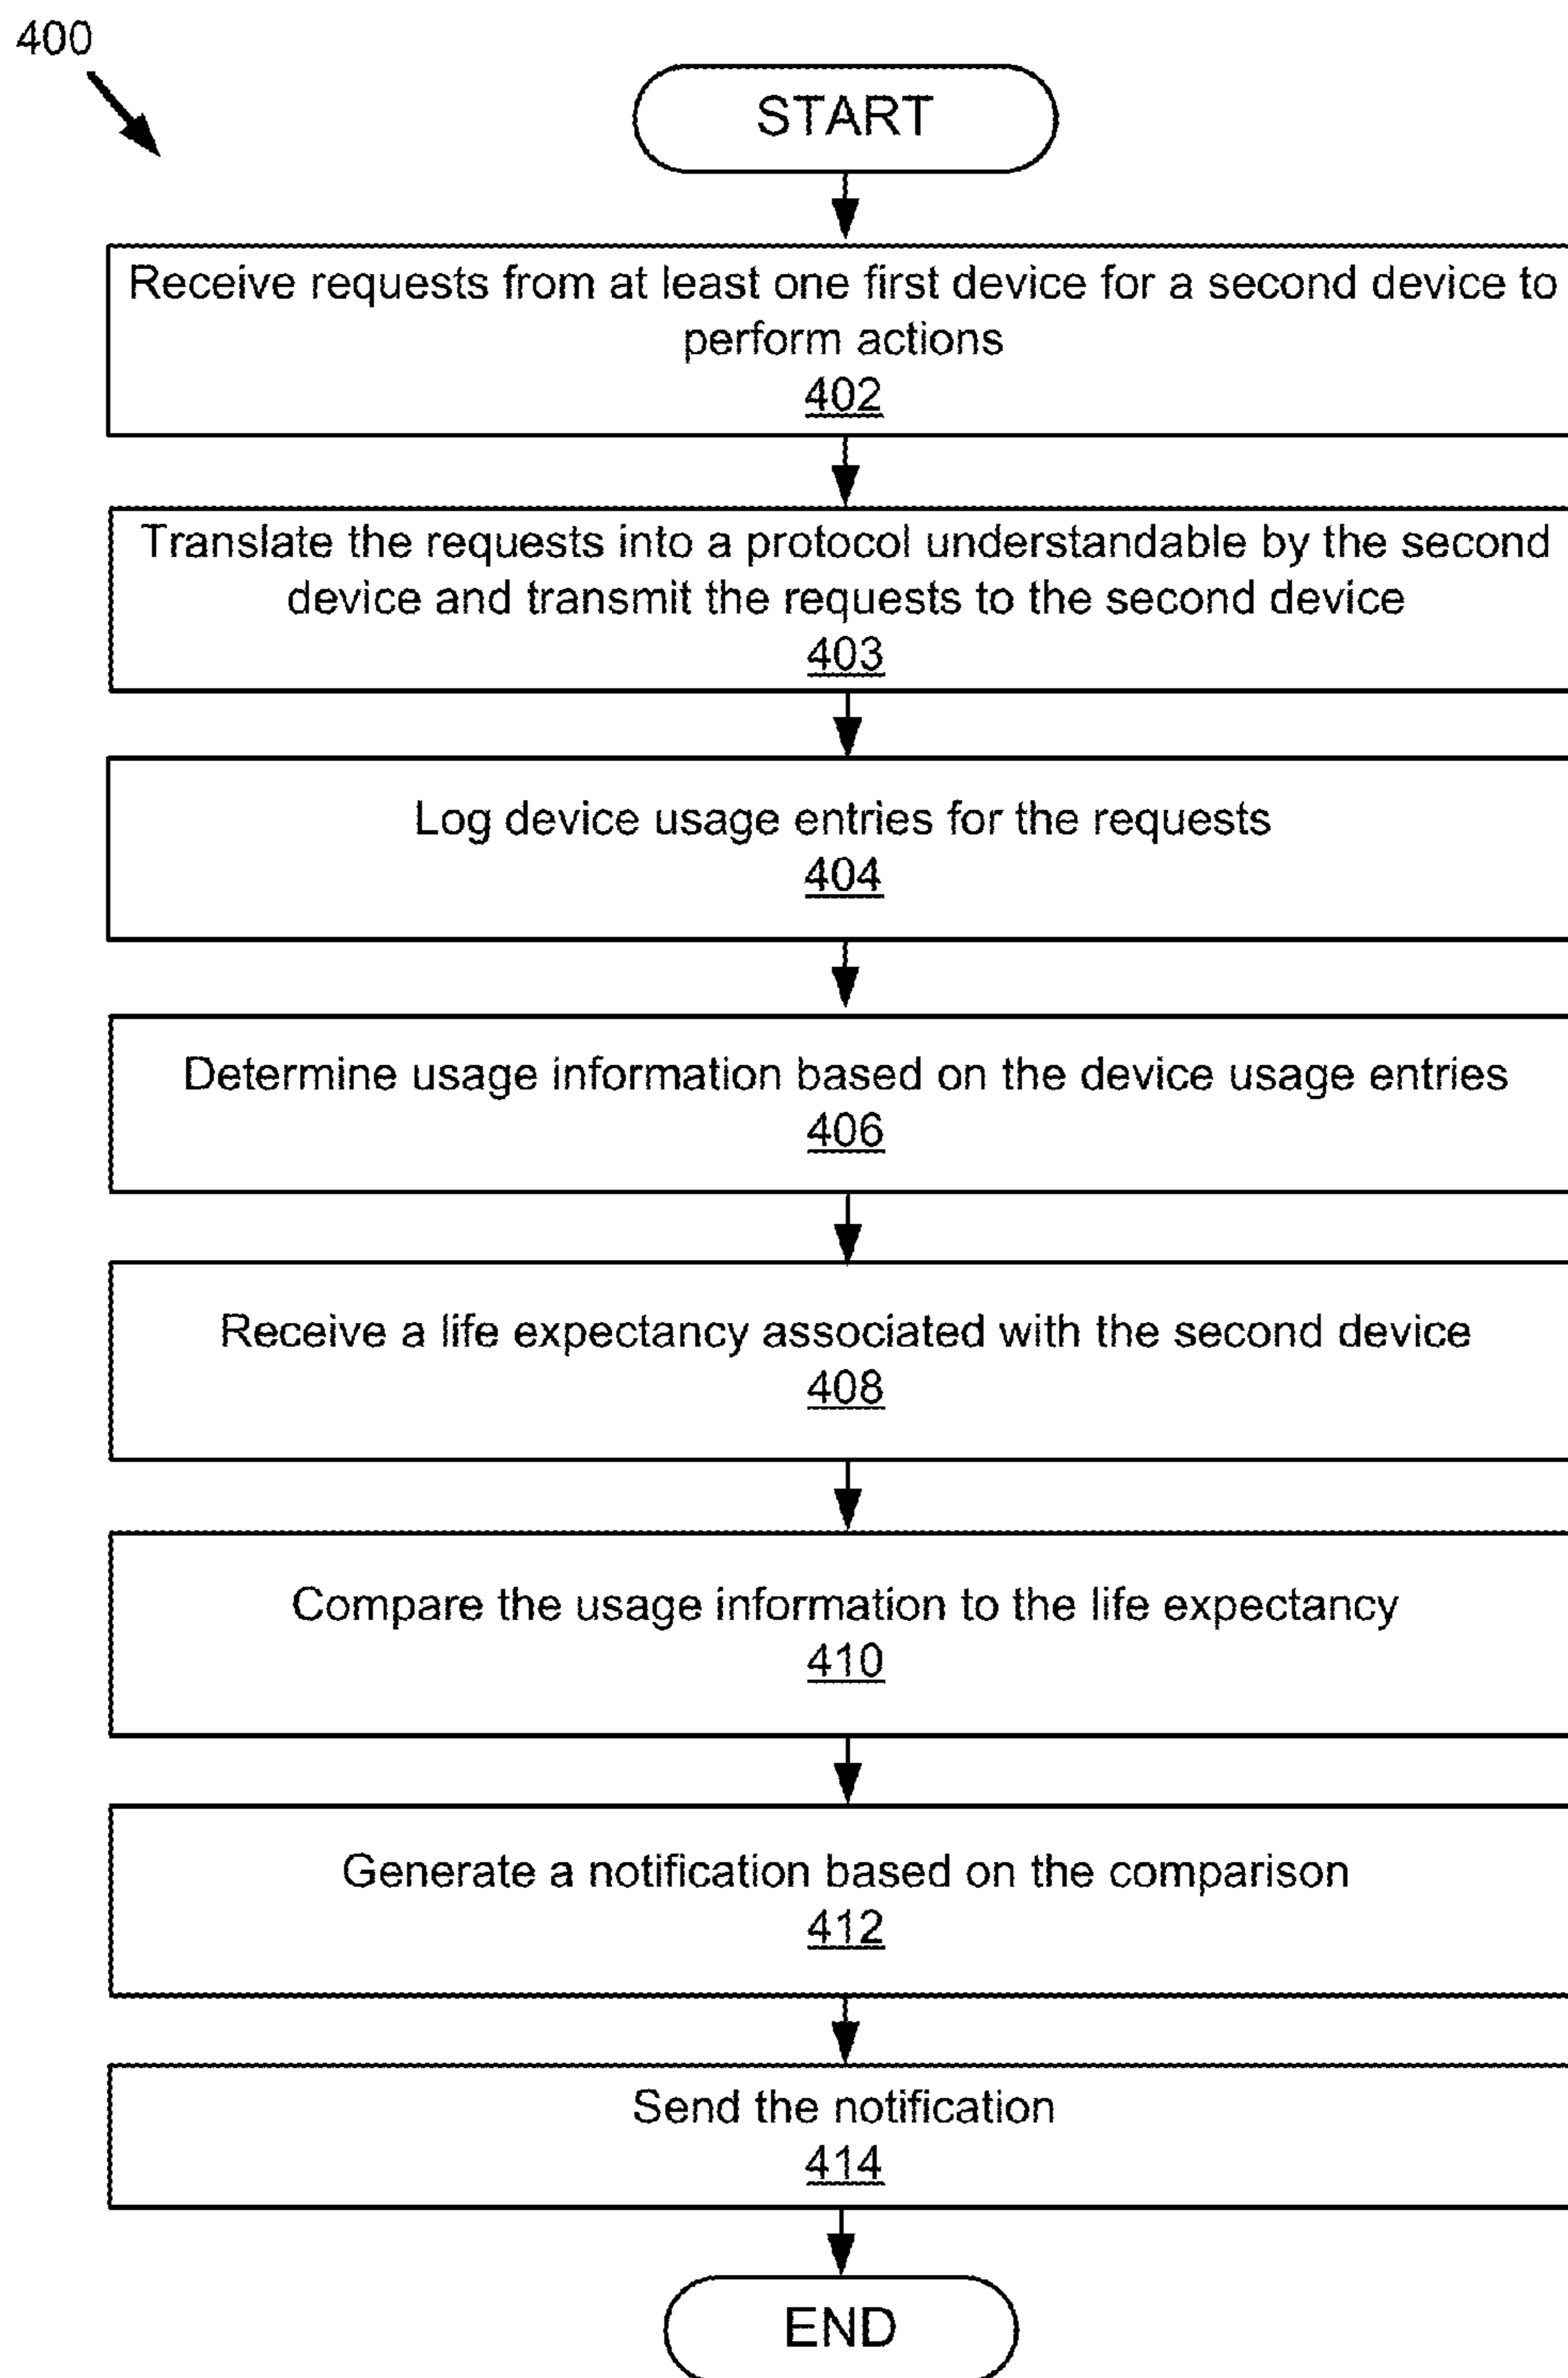 400
START
Receive requests from at least one first device for a second device to
perform actions
402
Translate the requests into a protocol understandable by the second
device and transmit the requests to the second device
403
Log device usage entries for the requests
404
Determine usage information based on the device usage entries
406
Receive a life expectancy associated with the second device
408
Compare the usage information to the life expectancy
410
Generate a notification based on the comparison
412
Send the notification
414
END